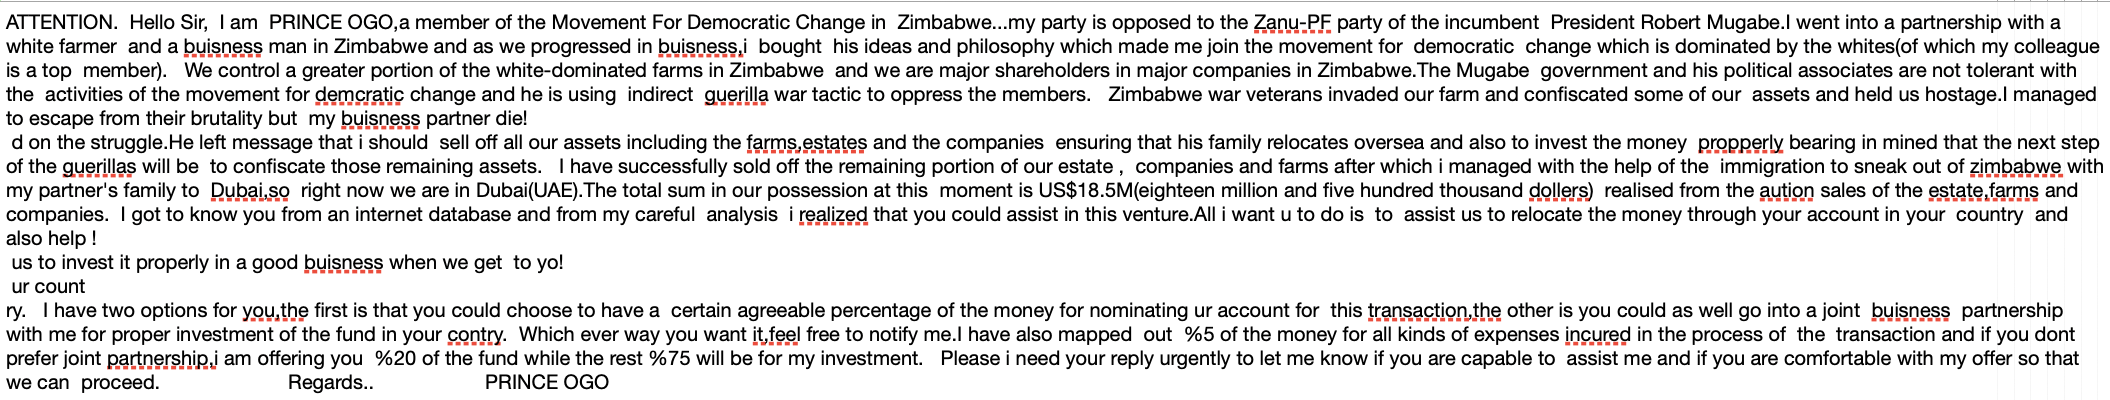 ATTENTION.  Hello Sir,  I am  PRINCE OGO,a member of the Movement For Democratic Change in  Zimbabwe...my party is opposed to the Zanu-PF party of the incumbent  President Robert Mugabe.I went into a partnership with a
white farmer  and a buisness man in Zimbabwe and as we progressed in buisness,i  bought  his ideas and philosophy which made me join the movement for  democratic  change which is dominated by the whites(of which my colleague
is a top  member).   We control a greater portion of the white-dominated farms in Zimbabwe  and we are major shareholders in major companies in Zimbabwe.The Mugabe  government and his political associates are not tolerant with
the  activities of the movement for demcratic change and he is using  indirect  guerilla war tactic to oppress the members.   Zimbabwe war veterans invaded our farm and confiscated some of our  assets and held us hostage.I managed
to escape from their brutality but  my buisness partner die!
d on the struggle.He left message that i should  sell off all our assets including the farms,estates and the companies  ensuring that his family relocates oversea and also to invest the money  propperly bearing in mined that the next step
of the guerillas will be  to confiscate those remaining assets.   I have successfully sold off the remaining portion of our estate ,  companies and farms after which i managed with the help of the  immigration to sneak out of zimbabwe with
my partner's family to  Dubai,so  right now we are in Dubai(UAE).The total sum in our possession at this  moment is US$18.5M(eighteen million and five hundred thousand dollers)  realised from the aution sales of the estate,farms and
companies.  I got to know you from an internet database and from my careful  analysis  i realized that you could assist in this venture.All i want u to do is  to  assist us to relocate the money through your account in your  country  and
also help !
us to invest it properly in a good buisness when we get  to yo!
ur count
ry.   I have two options for you,the first is that you could choose to have a  certain agreeable percentage of the money for nominating ur account for  this transaction,the other is you could as well go into a joint  buisness  partnership
with me for proper investment of the fund in your contry.  Which ever way you want it,feel free to notify me.I have also mapped  out  %5 of the money for all kinds of expenses incured in the process of  the  transaction and if you dont
prefer joint partnership,i am offering you  %20 of the fund while the rest %75 will be for my investment.   Please i need your reply urgently to let me know if you are capable to  assist me and if you are comfortable with my offer so that
we can  proceed.                       Regards..                    PRINCE OGO